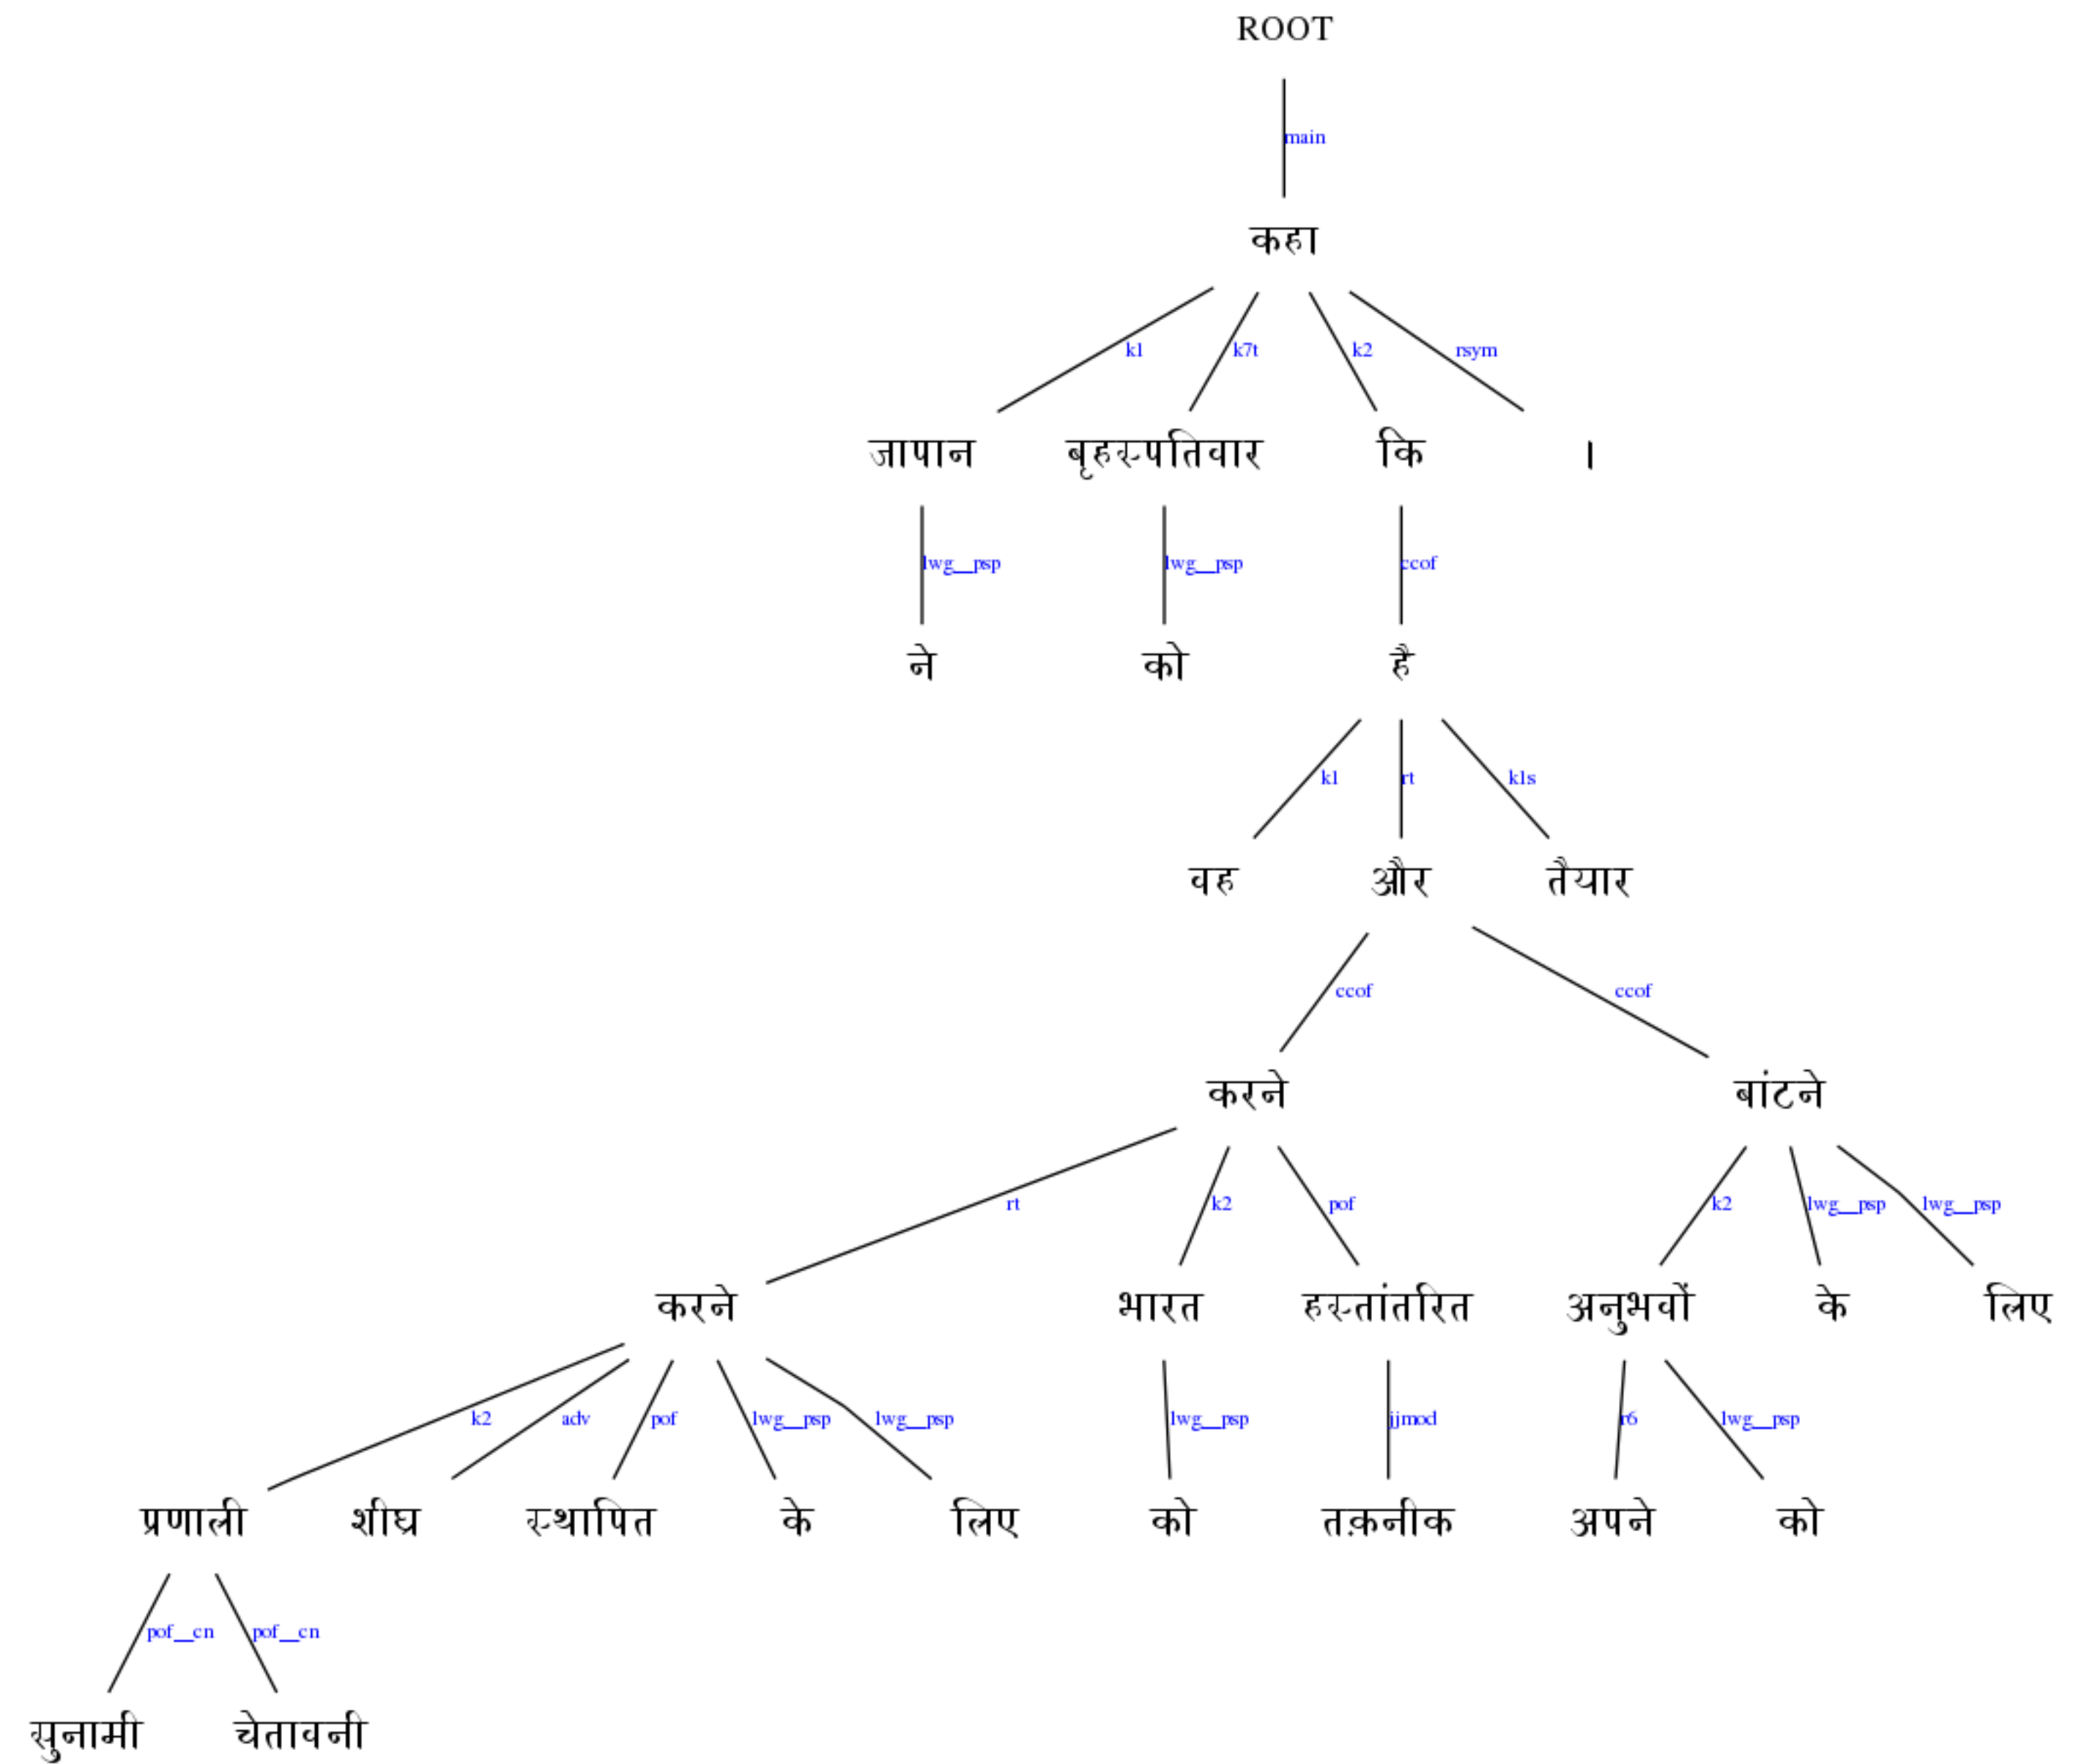 ROOT
main
कहा
k1 k7t k2 rsym
जापान बृहस्पतिवार कि ।
lwg__psp lwg__psp ccof
ने को है
k1 rt k1s
वह और तैयार
ccof ccof
करने बांटने
rt k2 pof k2 lwg__psp lwg__psp
करने भारत हस्तांतरित अनुभवों के लिए
k2 adv pof lwg__psp lwg__psp lwg__psp jjmod r6 lwg__psp
प्रणाली शीघ्र स्थापित के लिए को तक़नीक अपने को
pof__cn pof__cn
सुनामी चेतावनी